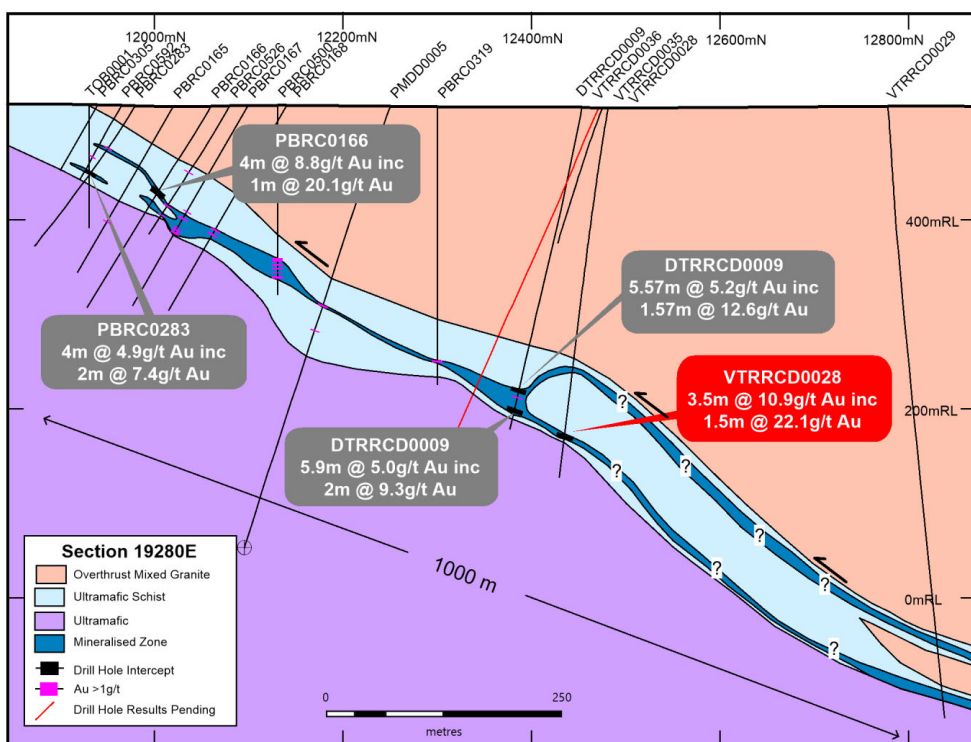 12000mN
12200mN
12400mN
12600mN
12800mN
TOB0001
PBRC0305
PBRC0592
PBRC0283
PBRC0165
PBRC0166
PBRC0526
PBRC0167
PBRC0500
PBRC0168
PMDD0005
PBRC0319
DTRRCD0009
VTRRCD0036
VTRRCD0035
VTRRCD0028
VTRRCD0029
PBRC0166
4m @ 8.8g/t Au inc
1m @ 20.1g/t Au
400mRL
DTRRCD0009
5.57m @ 5.2g/t Au inc
1.57m @ 12.6g/t Au
PBRC0283
4m @ 4.9g/t Au inc
2m @ 7.4g/t Au
VTRRCD0028
3.5m @ 10.9g/t Au inc
1.5m @ 22.1g/t Au
200mRL
DTRRCD0009
5.9m @ 5.0g/t Au inc
2m @ 9.3g/t Au
?
?
?
?
?
?
?
?
1000 m
0mRL
Section 19280E
Overthrust Mixed Granite
Ultramafic Schist
Ultramafic
Mineralised Zone
Drill Hole Intercept
Au >1g/t
Drill Hole Results Pending
0
250
metres